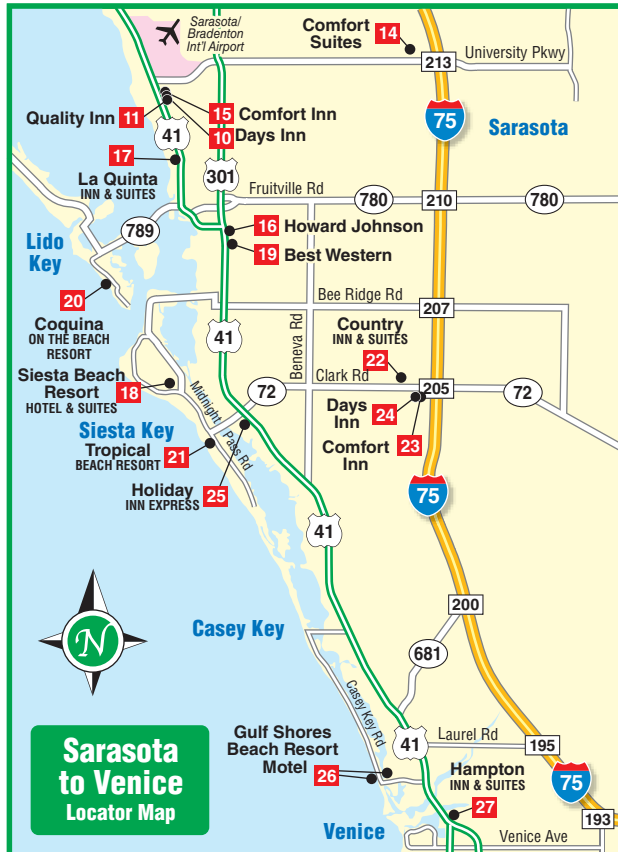 Sarasota/
Bradenton
Int'l Airport
Comfort
Suites
14
University Pkwy
213
Quality Inn
11
15
Comfort Inn
10
Days Inn
41
75
Sarasota
17
La Quinta
INN & SUITES
301
Fruitville Rd
780
210
780
789
16
Howard Johnson
Lido
Key
19
Best Western
20
Coquina
ON THE BEACH
RESORT
Bee Ridge Rd
207
41
Beneva Rd
Country
INN & SUITES
22
Siesta Beach
Resort
HOTEL & SUITES
18
Midnight
Pass Rd
72
Clark Rd
205
72
Days
Inn
24
23
Comfort
Inn
Siesta Key
Tropical
BEACH RESORT
21
Holiday
INN EXPRESS
25
75
41
N
Casey Key
200
681
Casey Key Rd
Gulf Shores
Beach Resort
Motel
26
41
Laurel Rd
195
Hampton
INN & SUITES
27
75
193
Venice
Venice Ave
Sarasota
to Venice
Locator Map